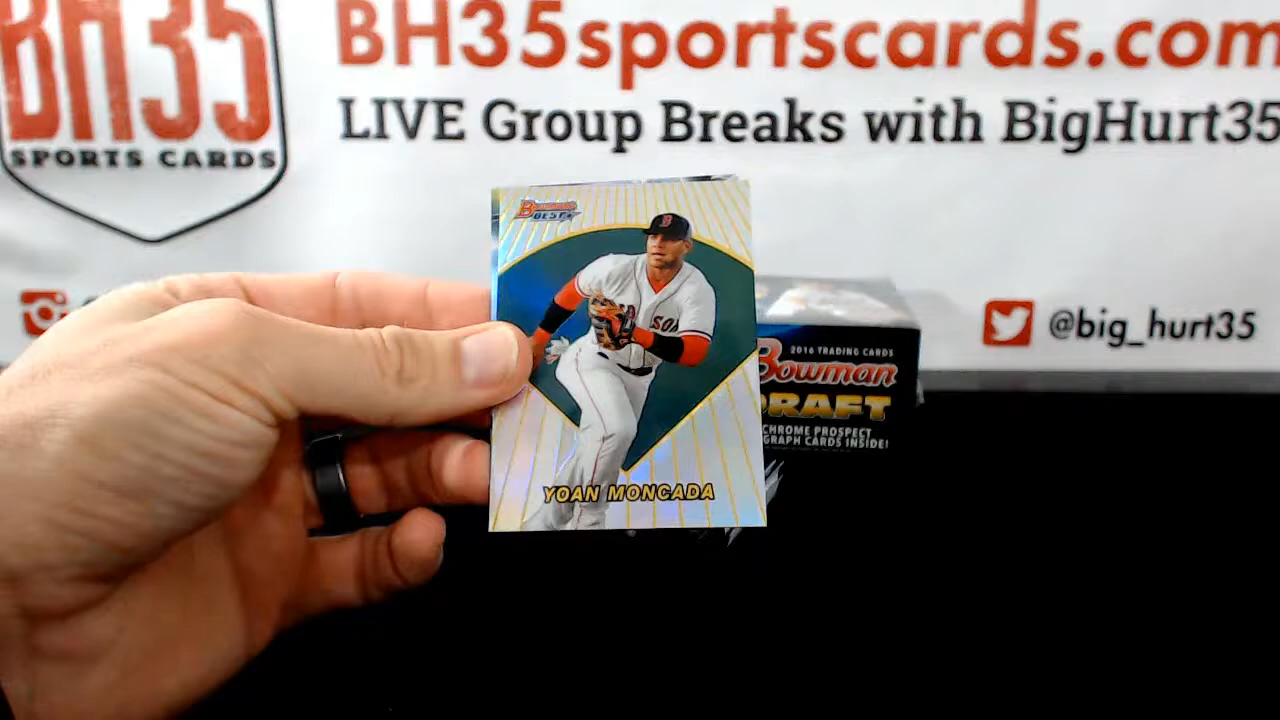 BH35
SPORTS CARDS
BH35sportscards.com
LIVE Group Breaks with BigHurt35
@big_hurt35
Bowman
BEST
B
YOAN MONCADA
2016 TRADING CARDS
Bowman
DRAFT
CHROME PROSPECT
GRAPH CARDS INSIDE!